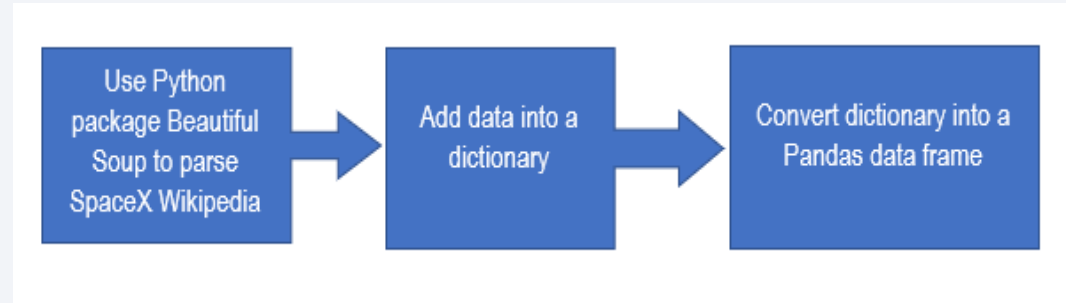 Use Python
package Beautiful
Soup to parse
SpaceX Wikipedia
Add data into a
dictionary
Convert dictionary into a
Pandas data frame